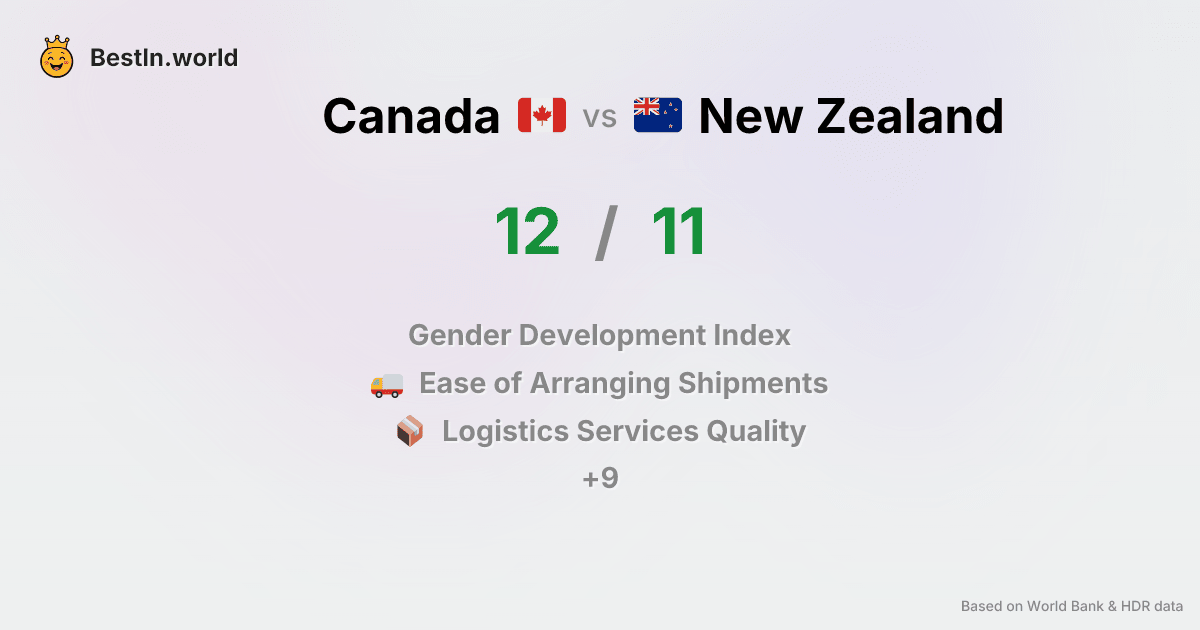 BestIn.world
Canada vs New Zealand
12 / 11
Gender Development Index
Ease of Arranging Shipments
Logistics Services Quality
+9
Based on World Bank & HDR data